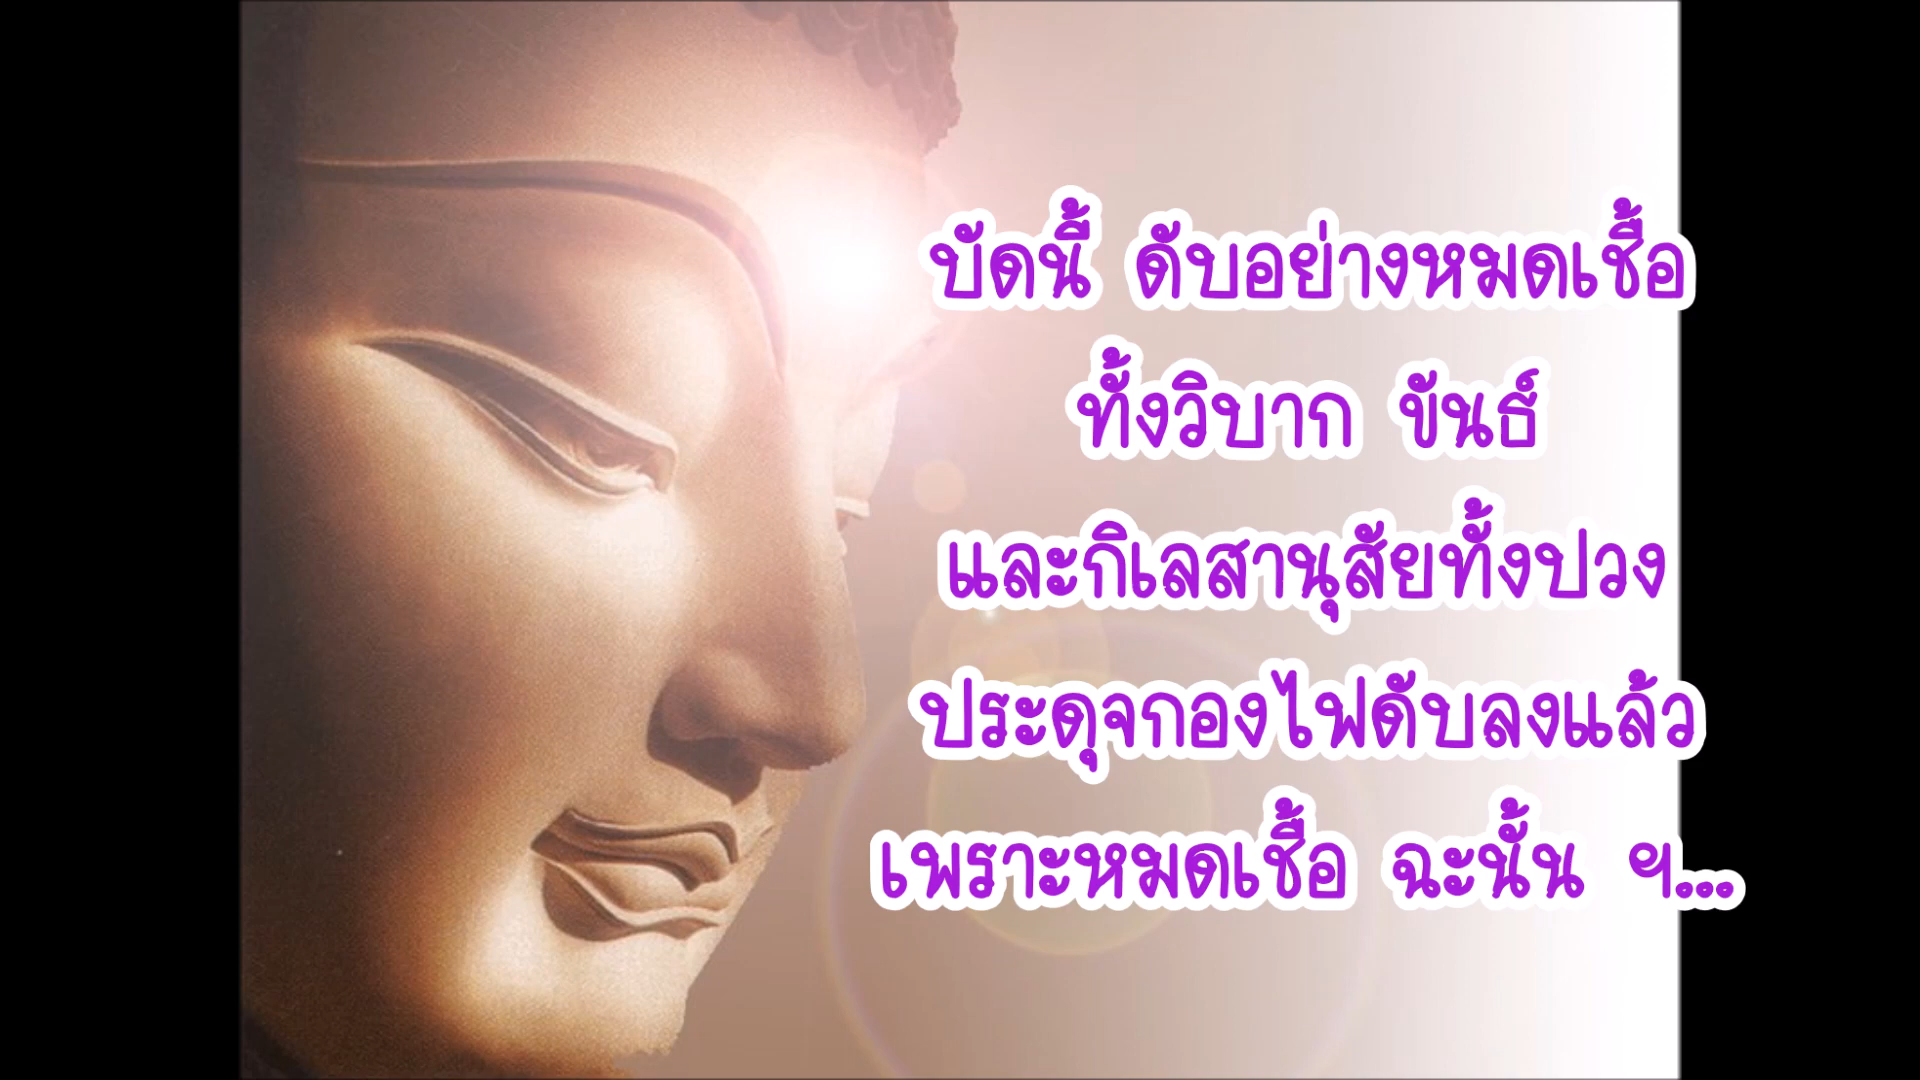 บัดนี้ ดับอย่างหมดเชื้อ
ทั้งวิบาก ขันธ์
และกิเลสานุสัยทั้งปวง
ประดุจกองไฟดับลงแล้ว
เพราะหมดเชื้อ ฉะนั้น ฯ...